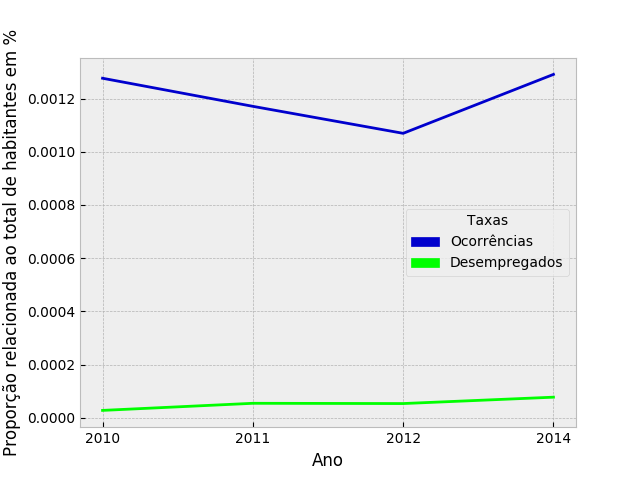 Proporção relacionada ao total de habitantes em %
0.0012
0.0010
0.0008
0.0006
0.0004
0.0002
0.0000
Taxas
Ocorrências
Desempregados
2010 2011 2012 2014
Ano